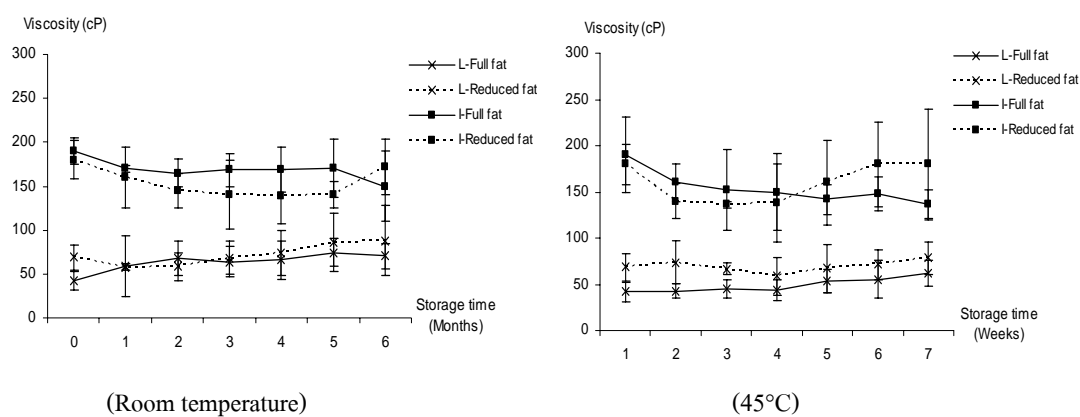 Viscosity (cP)
300
250
200
150
100
50
0
0 1 2 3 4 5 6
Storage time
(Months)
L-Full fat
L-Reduced fat
I-Full fat
I-Reduced fat
(Room temperature)
Viscosity (cP)
300
250
200
150
100
50
0
1 2 3 4 5 6 7
Storage time
(Weeks)
L-Full fat
L-Reduced fat
I-Full fat
I-Reduced fat
(45°C)